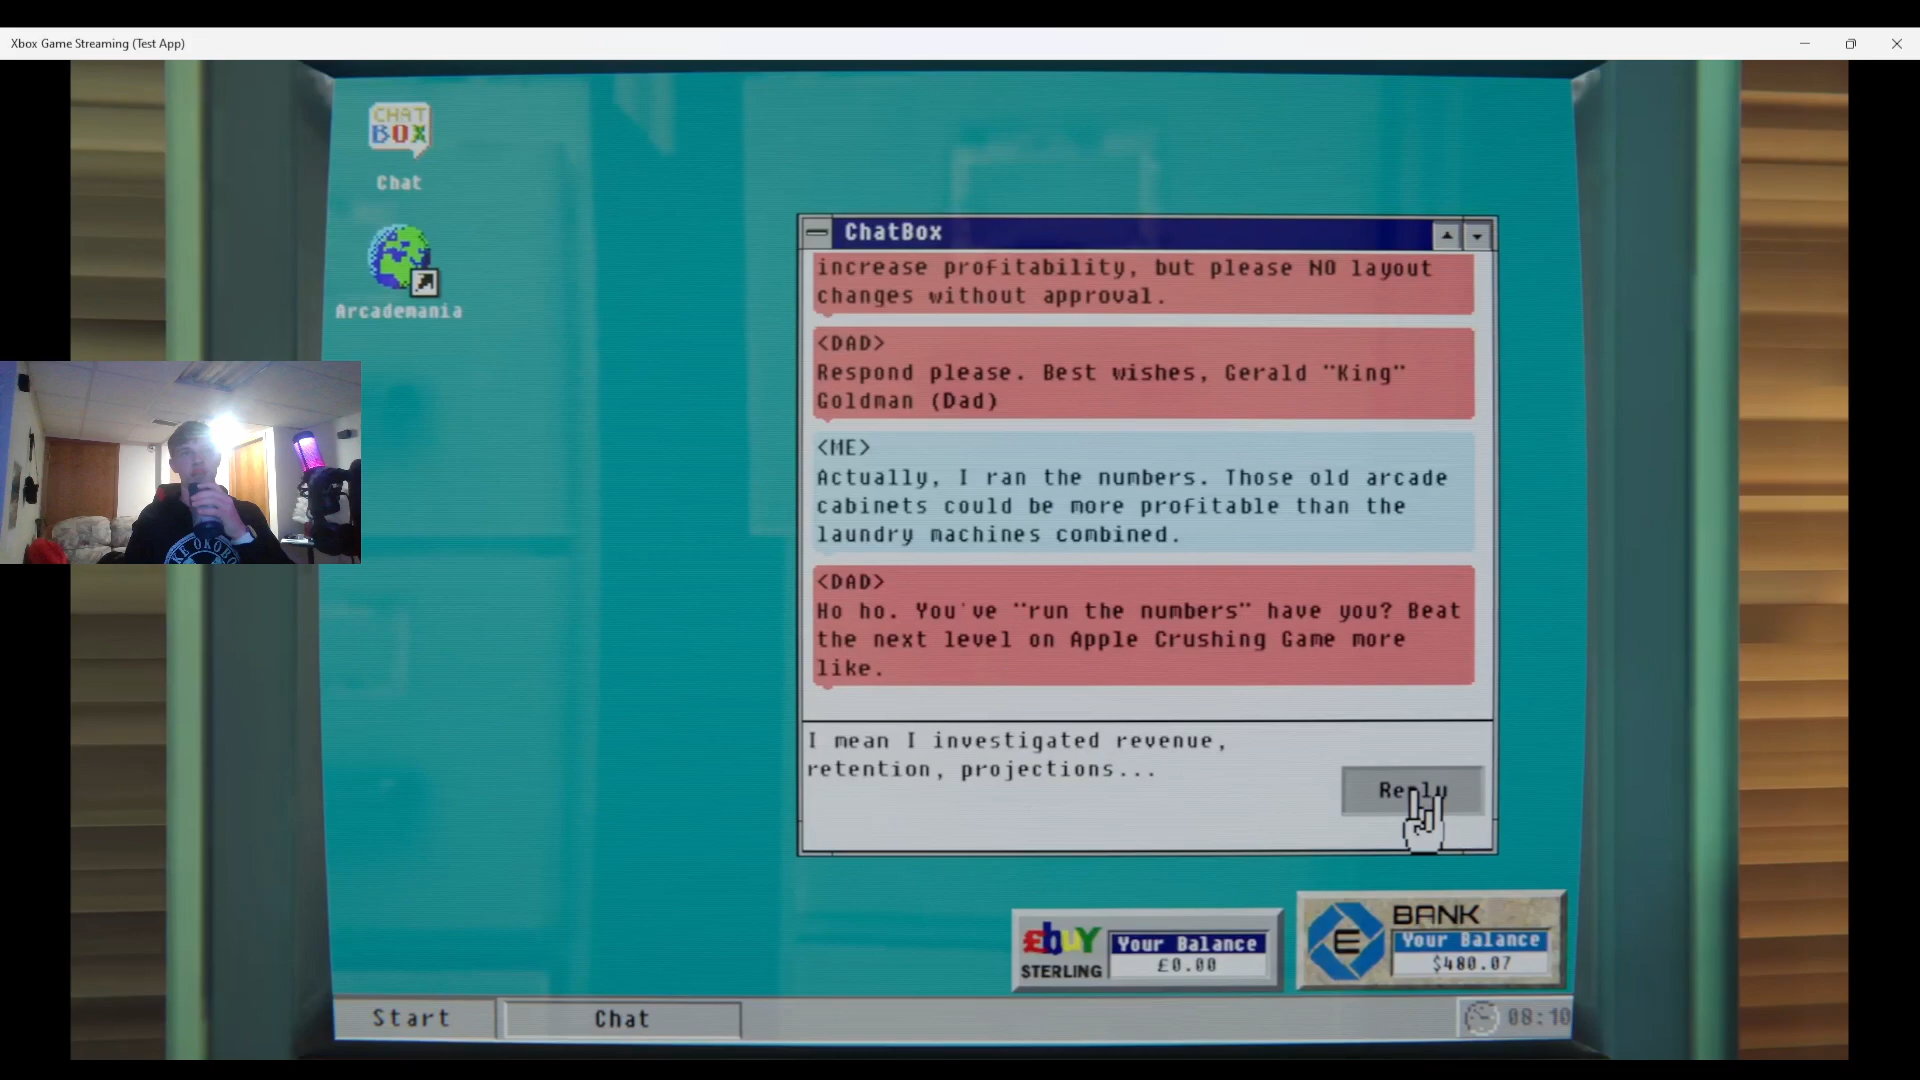 Xbox Game Streaming (Test App)
CHAT
BOX
Chat
Arcademania
ChatBox
increase profitability, but please NO layout
changes without approval.
<DAD>
Respond please. Best wishes, Gerald "King"
Goldman (Dad)
<ME>
Actually, I ran the numbers. Those old arcade
cabinets could be more profitable than the
laundry machines combined.
<DAD>
Ho ho. You've "run the numbers" have you? Beat
the next level on Apple Crushing Game more
like.
I mean I investigated revenue,
retention, projections...
Reply
£buY
STERLING
Your Balance
£0.00
E
BANK
Your Balance
$480.07
Start
Chat
08:10